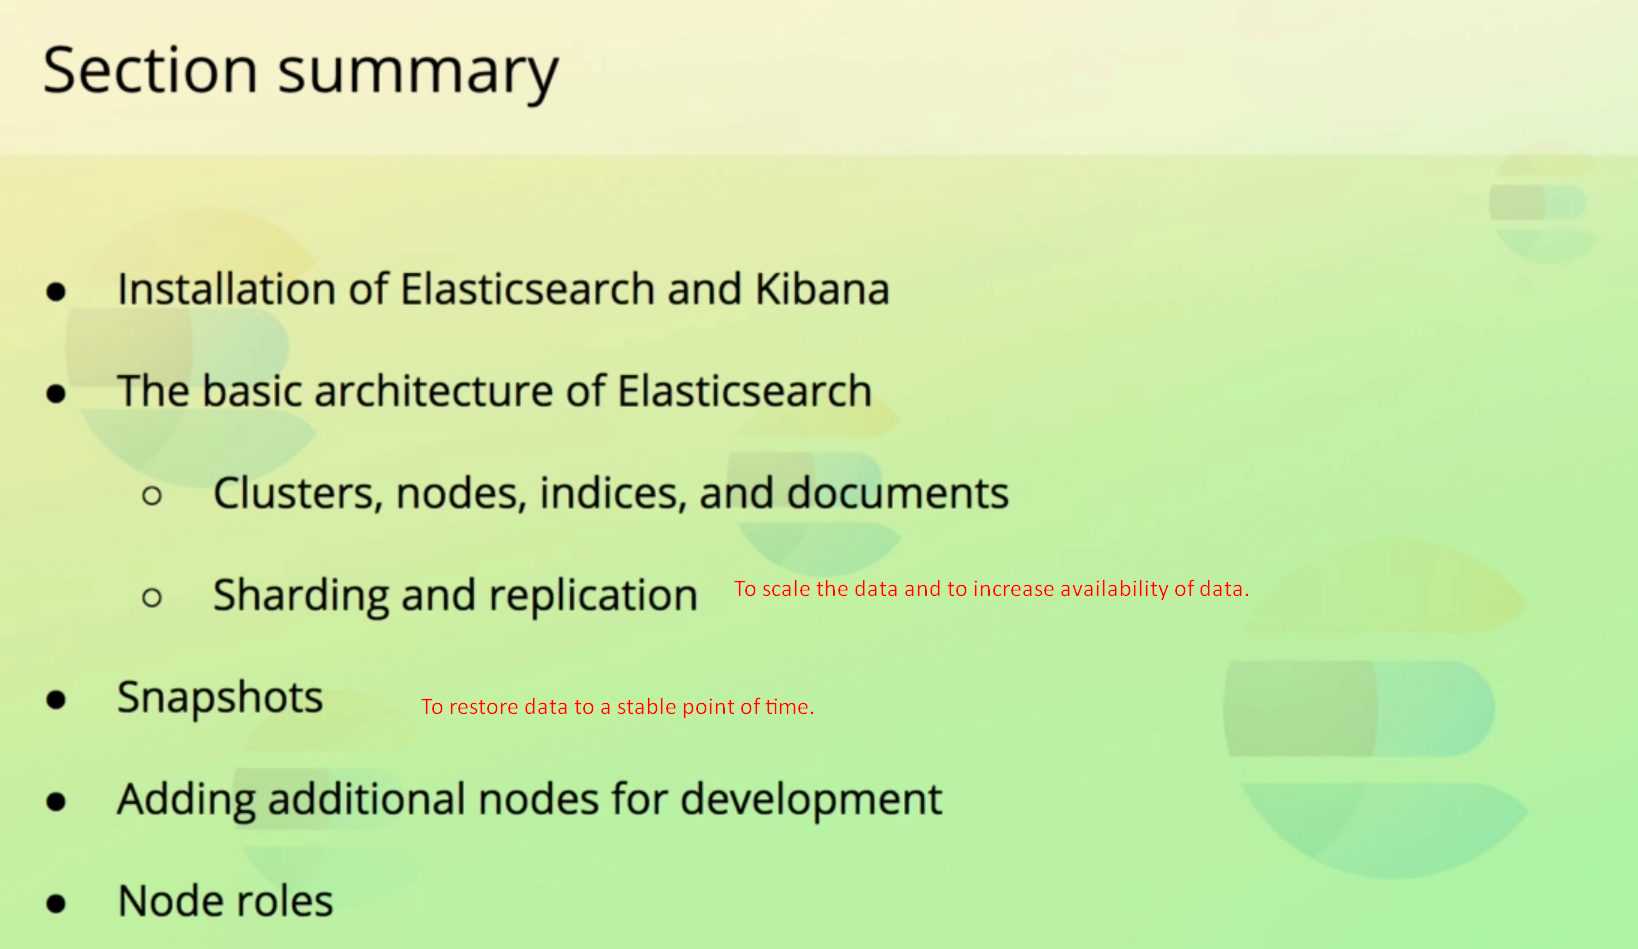 Section summary
● Installation of Elasticsearch and Kibana
● The basic architecture of Elasticsearch
○ Clusters, nodes, indices, and documents
○ Sharding and replication To scale the data and to increase availability of data.
● Snapshots To restore data to a stable point of time.
● Adding additional nodes for development
● Node roles